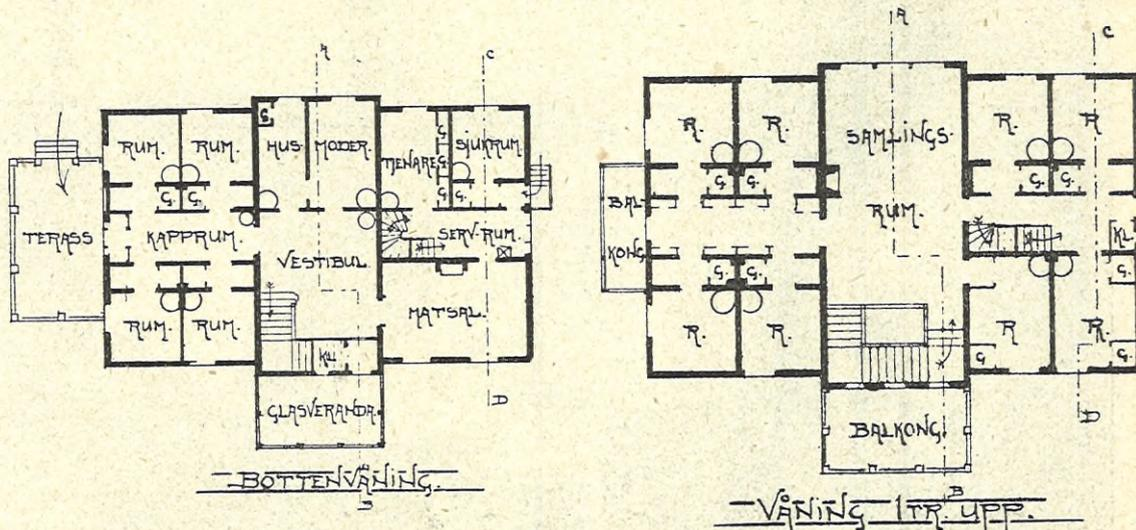 A
C
G.
RUM.
RUM.
HUS-
MODER.
TIENARE.
G.
G.
G.
G.
SJUKRUM.
G.
G.
G.
TERASS
KAPPRUM.
SERV-RUM.
VESTIBUL
MATSAL.
RUM.
RUM.
KL.
D
GLASVERANDA.
BOTTENVÅNING.
B
A
C
R.
R.
SAMLINGS-
R.
R.
G.
G.
G.
G.
BAL-
KONG.
RUM.
KL.
G.
G.
G.
R.
R.
R
R.
G.
G.
D
BALKONG.
B
VÅNING 1TR. UPP.